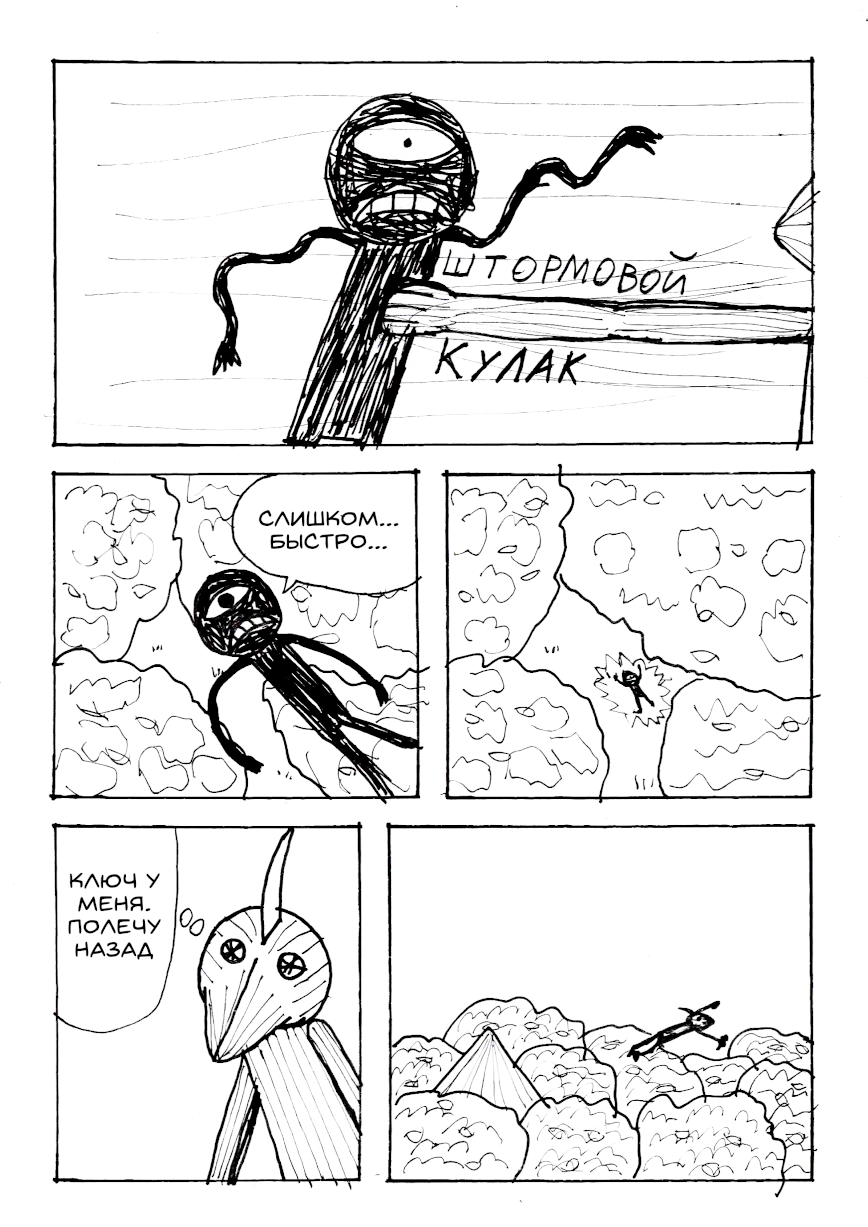 ШТОРМОВОЙ
КУЛАК
СЛИШКОМ...
БЫСТРО...
КЛЮЧ У
МЕНЯ.
ПОЛЕЧУ
НАЗАД